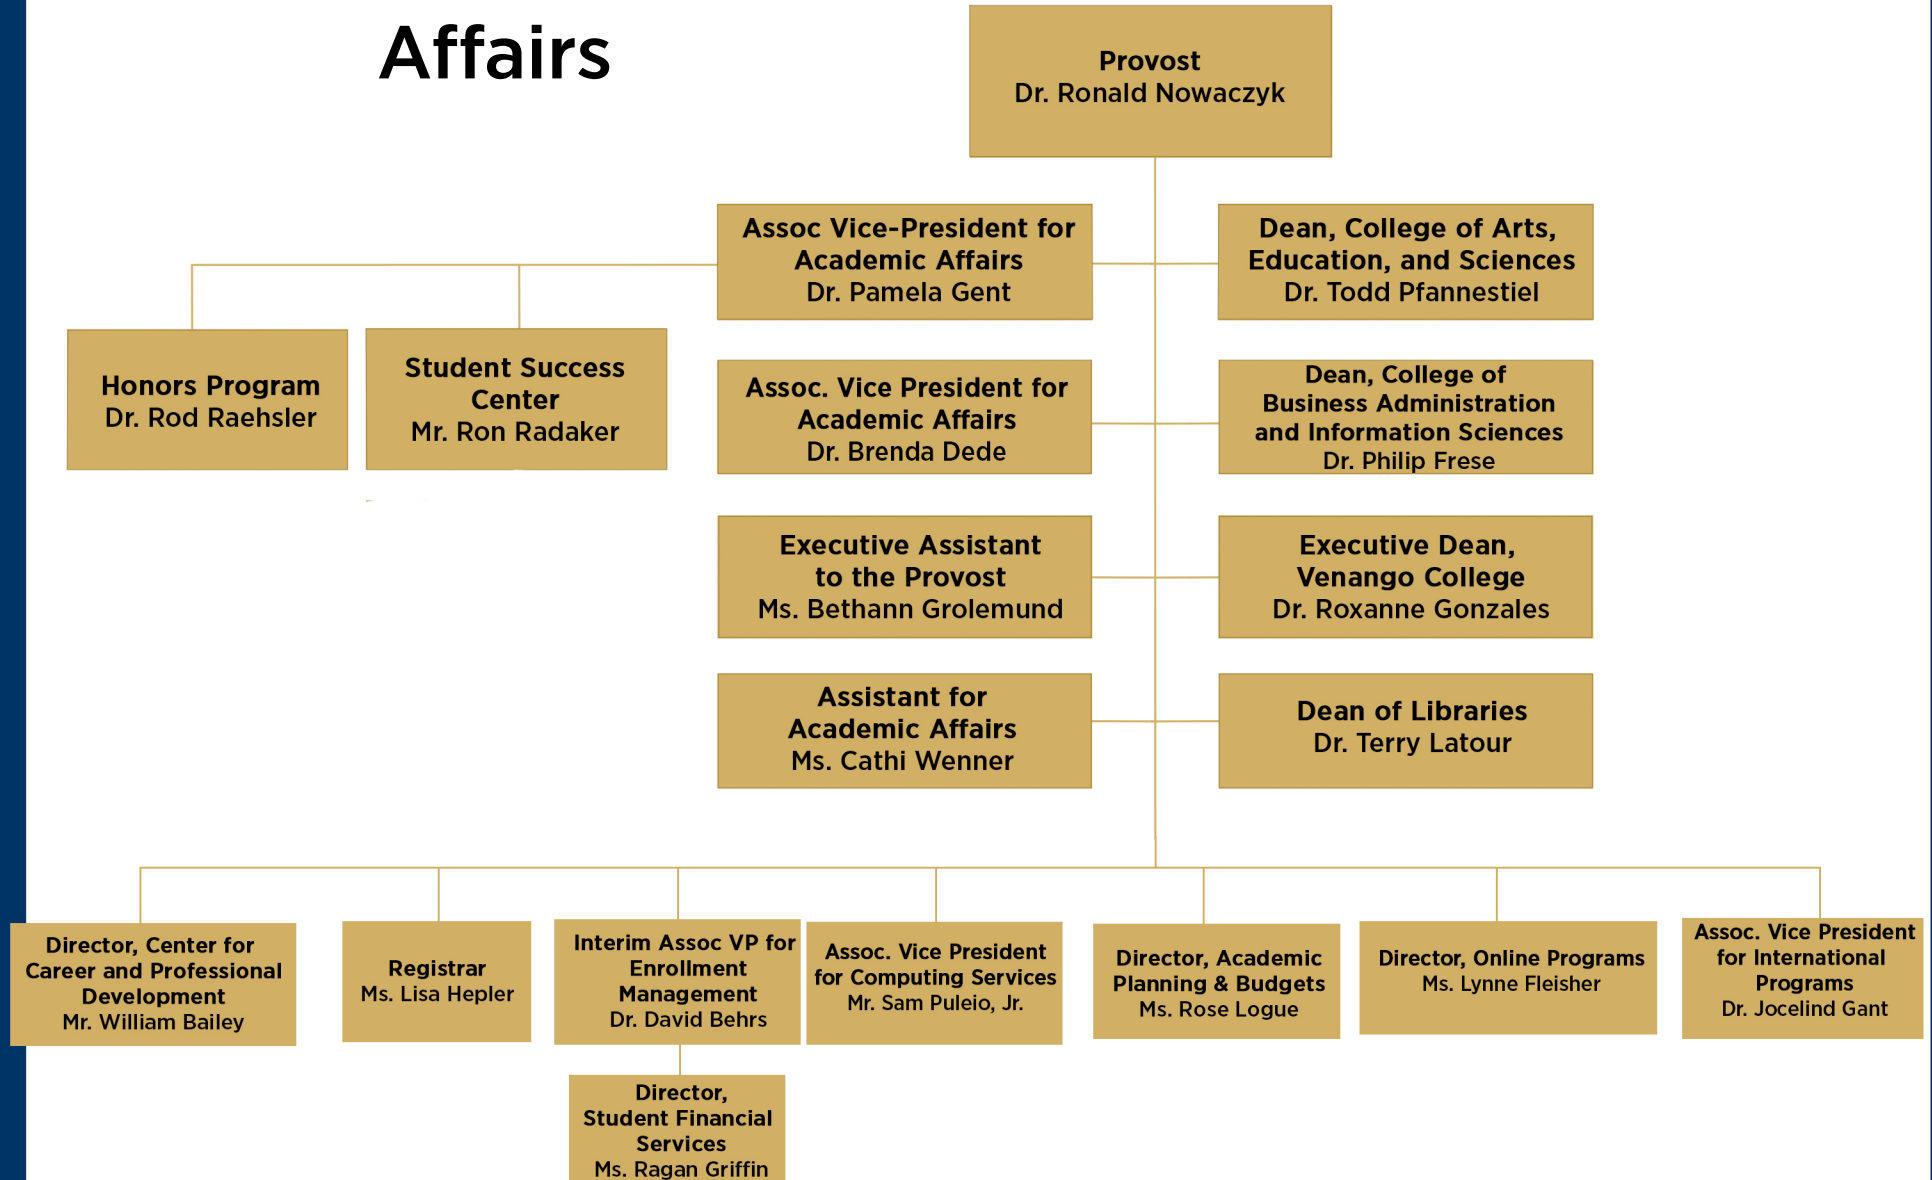 Affairs
Provost
Dr. Ronald Nowaczyk
Assoc Vice-President for
Academic Affairs
Dr. Pamela Gent
Dean, College of Arts,
Education, and Sciences
Dr. Todd Pfannestiel
Honors Program
Dr. Rod Raehsler
Student Success
Center
Mr. Ron Radaker
Assoc. Vice President for
Academic Affairs
Dr. Brenda Dede
Dean, College of
Business Administration
and Information Sciences
Dr. Philip Frese
Executive Assistant
to the Provost
Ms. Bethann Grolemund
Executive Dean,
Venango College
Dr. Roxanne Gonzales
Assistant for
Academic Affairs
Ms. Cathi Wenner
Dean of Libraries
Dr. Terry Latour
Director, Center for
Career and Professional
Development
Mr. William Bailey
Registrar
Ms. Lisa Hepler
Interim Assoc VP for
Enrollment
Management
Dr. David Behrs
Assoc. Vice President
for Computing Services
Mr. Sam Puleio, Jr.
Director, Academic
Planning & Budgets
Ms. Rose Logue
Director, Online Programs
Ms. Lynne Fleisher
Assoc. Vice President
for International
Programs
Dr. Jocelind Gant
Director,
Student Financial
Services
Ms. Ragan Griffin